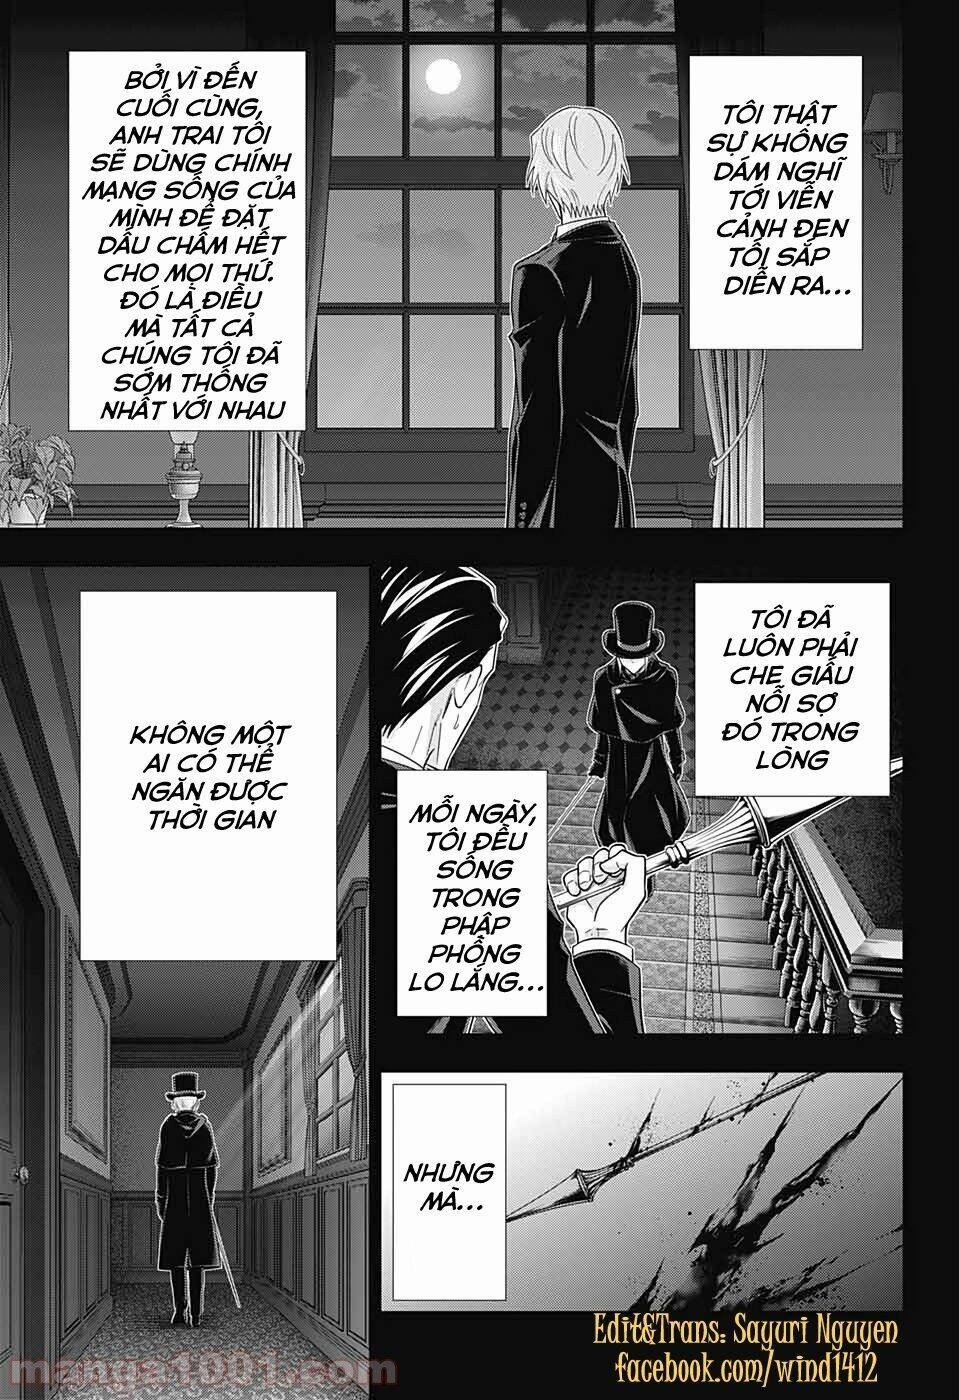 TÔI THẬT
SỰ KHÔNG
DÁM NGHĨ
TỚI VIỄN
CẢNH ĐEN
TỐI SẮP
DIỄN RA...
BỞI VÌ ĐẾN
CUỐI CÙNG,
ANH TRAI TÔI
SẼ DÙNG CHÍNH
MẠNG SỐNG CỦA
MÌNH ĐỂ ĐẶT
DẤU CHẤM HẾT
CHO MỌI THỨ.
ĐÓ LÀ ĐIỀU
MÀ TẤT CẢ
CHÚNG TÔI ĐÃ
SỚM THỐNG
NHẤT VỚI NHAU
TÔI ĐÃ
LUÔN PHẢI
CHE GIẤU
NỖI SỢ
ĐÓ TRONG
LÒNG
MỖI NGÀY,
TÔI ĐỀU
SỐNG
TRONG
PHẬP
PHỒNG
LO LẮNG...
KHÔNG MỘT
AI CÓ THỂ
NGĂN ĐƯỢC
THỜI GIAN
NHƯNG
MÀ...
Edit&Trans: Sayuri Nguyen
facebook.com/wind1412
manga1001.com